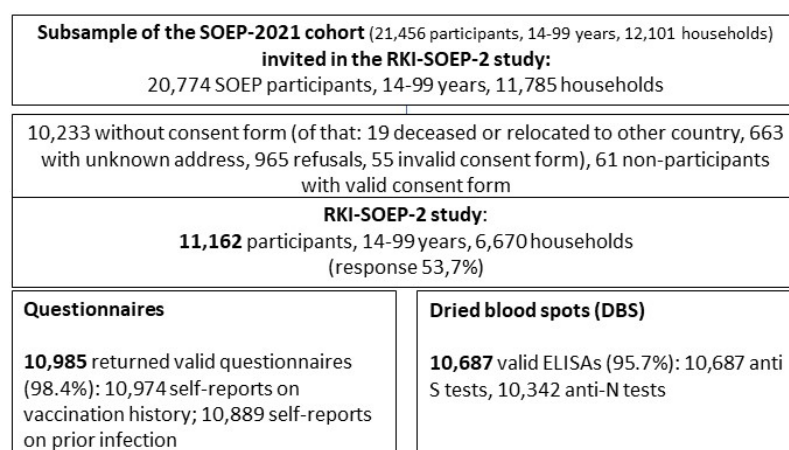 Subsample of the SOEP-2021 cohort (21,456 participants, 14-99 years, 12,101 households)
invited in the RKI-SOEP-2 study:
20,774 SOEP participants, 14-99 years, 11,785 households
10,233 without consent form (of that: 19 deceased or relocated to other country, 663
with unknown address, 965 refusals, 55 invalid consent form), 61 non-participants
with valid consent form
RKI-SOEP-2 study:
11,162 participants, 14-99 years, 6,670 households
(response 53,7%)
Questionnaires
10,985 returned valid questionnaires
(98.4%): 10,974 self-reports on
vaccination history; 10,889 self-reports
on prior infection
Dried blood spots (DBS)
10,687 valid ELISAs (95.7%): 10,687 anti
S tests, 10,342 anti-N tests